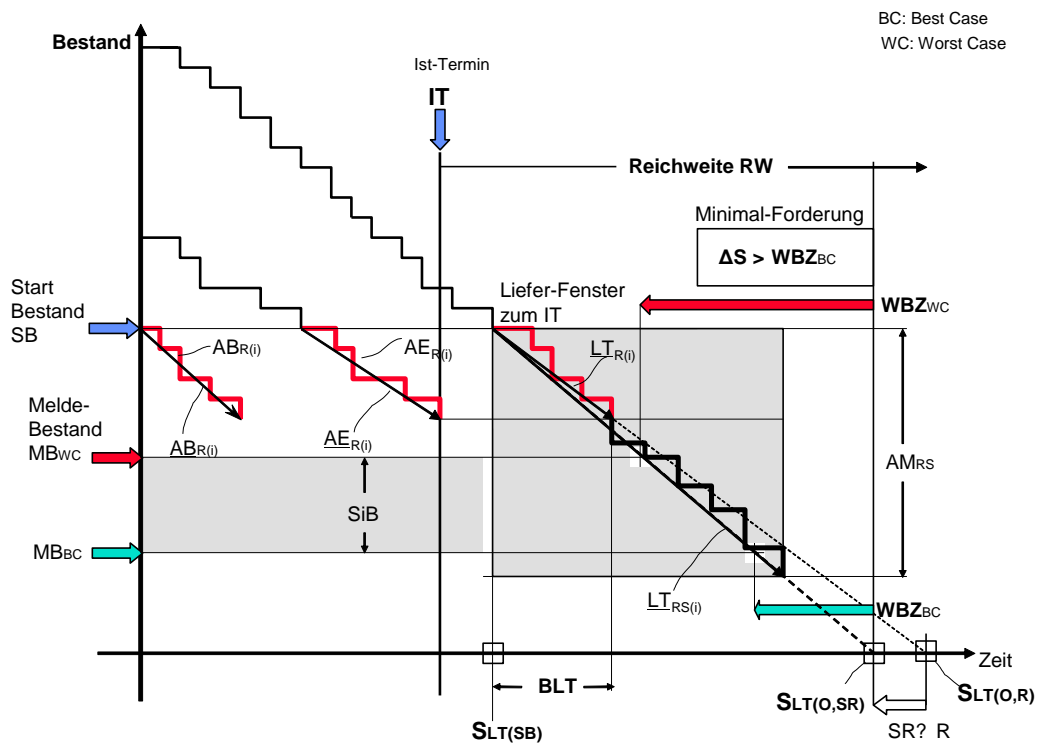 BC: Best Case
WC: Worst Case
Bestand
Ist-Termin
IT
Reichweite RW
Minimal-Forderung
ΔS > WBZBC
Start
Bestand
SB
Liefer-Fenster
zum IT
WBZWC
ABR(i)
AER(i)
LTR(i)
Melde-
Bestand
MBWC
ABR(i)
AER(i)
AMRS
SiB
MBBC
LTRS(i)
WBZBC
Zeit
BLT
SLT(O,SR)
SLT(O,R)
SLT(SB)
SR? R